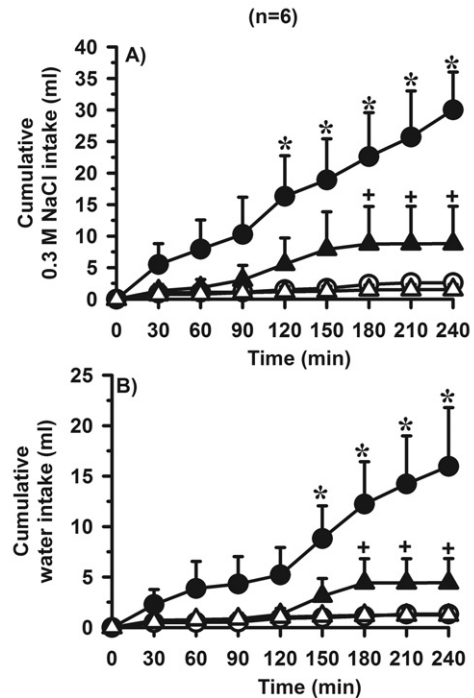 (n=6)
A)
Cumulative
0.3 M NaCl intake (ml)
40
35
30
25
20
15
10
5
0
* * * * *
+ + +
0 30 60 90 120 150 180 210 240
Time (min)
B)
Cumulative
water intake (ml)
25
20
15
10
5
0
* * * *
+ + +
0 30 60 90 120 150 180 210 240
Time (min)